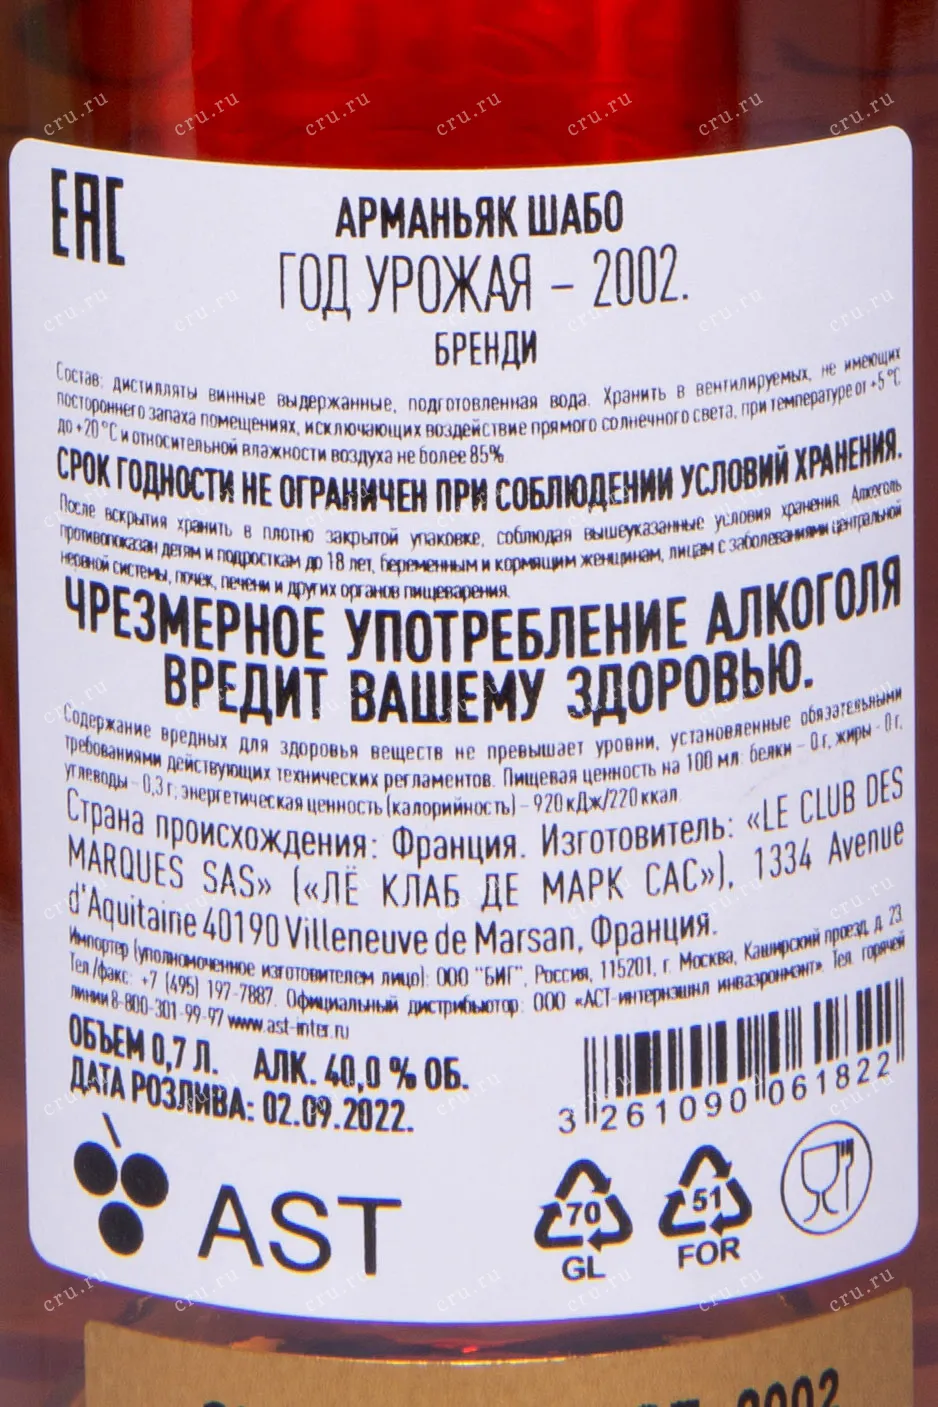 EAC
АРМАНЬЯК ШАБО
ГОД УРОЖАЯ – 2002.
БРЕНДИ
Состав: дистилляты винные выдержанные, подготовленная вода. Хранить в вентилируемых, не имеющих
постороннего запаха помещениях, исключающих воздействие прямого солнечного света, при температуре от +5 °С
до +20 °С и относительной влажности воздуха не более 85%.
СРОК ГОДНОСТИ НЕ ОГРАНИЧЕН ПРИ СОБЛЮДЕНИИ УСЛОВИЙ ХРАНЕНИЯ.
После вскрытия хранить в плотно закрытой упаковке, соблюдая вышеуказанные условия хранения. Алкоголь
противопоказан детям и подросткам до 18 лет, беременным и кормящим женщинам, лицам с заболеваниями центральной
нервной системы, почек, печени и других органов пищеварения.
ЧРЕЗМЕРНОЕ УПОТРЕБЛЕНИЕ АЛКОГОЛЯ
ВРЕДИТ ВАШЕМУ ЗДОРОВЬЮ.
Содержание вредных для здоровья веществ не превышает уровни, установленные обязательными
требованиями действующих технических регламентов. Пищевая ценность на 100 мл: белки – 0 г, жиры - 0 г,
углеводы – 0,3 г; энергетическая ценность (калорийность) – 920 кДж/220 ккал.
Страна происхождения: Франция. Изготовитель: «LE CLUB DES
MARQUES SAS» («ЛЁ КЛАБ ДЕ МАРК САС»), 1334 Avenue
d'Aquitaine 40190 Villeneuve de Marsan, Франция.
Импортер (уполномоченное изготовителем лицо): ООО "БИГ", Россия, 115201, г. Москва, Каширский проезд, д. 23.
Тел./факс: +7 (495) 197-7887. Официальный дистрибьютор: ООО «АСТ-интернэшнл инваэронмэнт». Тел. горячей
линии 8-800-301-99-97 www.ast-inter.ru
ОБЪЕМ 0,7 Л. АЛК. 40,0 % ОБ.
ДАТА РОЗЛИВА: 02.09.2022.
3 261090 061822
AST
70
GL
51
FOR
2002
cru.ru